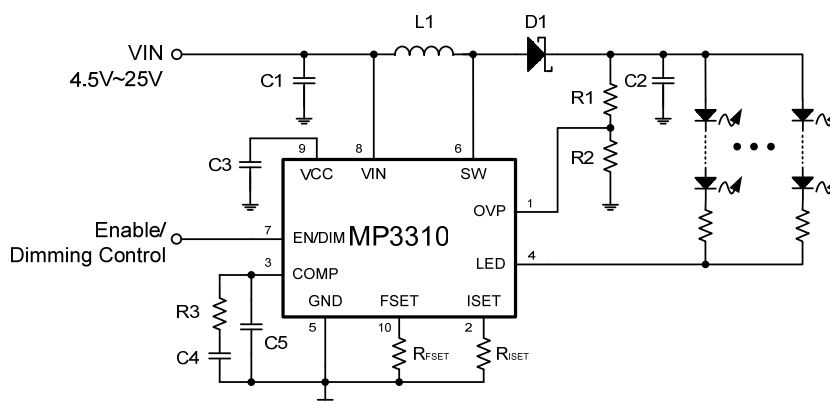 L1
D1
VIN
4.5V~25V
C1
R1
C2
C3
9
8
6
R2
VCC
VIN
SW
1
OVP
Enable/
Dimming Control
7
EN/DIM
MP3310
4
LED
3
COMP
GND
FSET
ISET
R3
C5
5
10
2
C4
RFSET
RISET